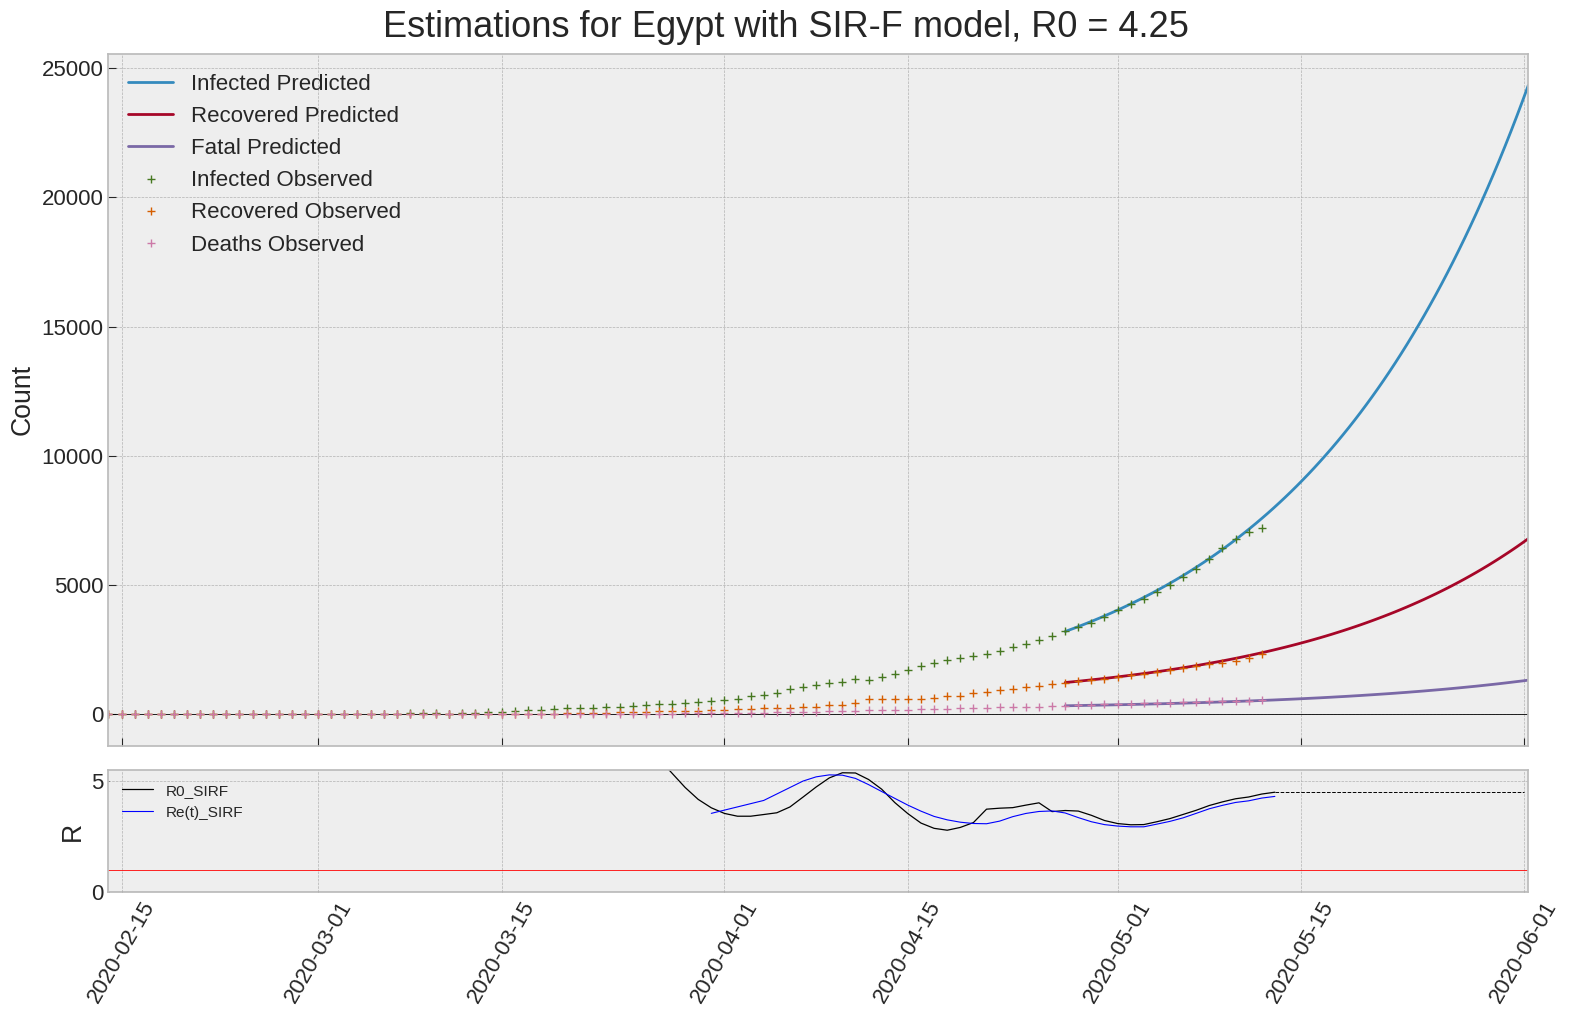 Estimations for Egypt with SIR-F model, R0 = 4.25
25000
20000
15000
10000
5000
0
Count
Infected Predicted
Recovered Predicted
Fatal Predicted
Infected Observed
Recovered Observed
Deaths Observed
5
0
R
R0_SIRF
Re(t)_SIRF
2020-02-15
2020-03-01
2020-03-15
2020-04-01
2020-04-15
2020-05-01
2020-05-15
2020-06-01